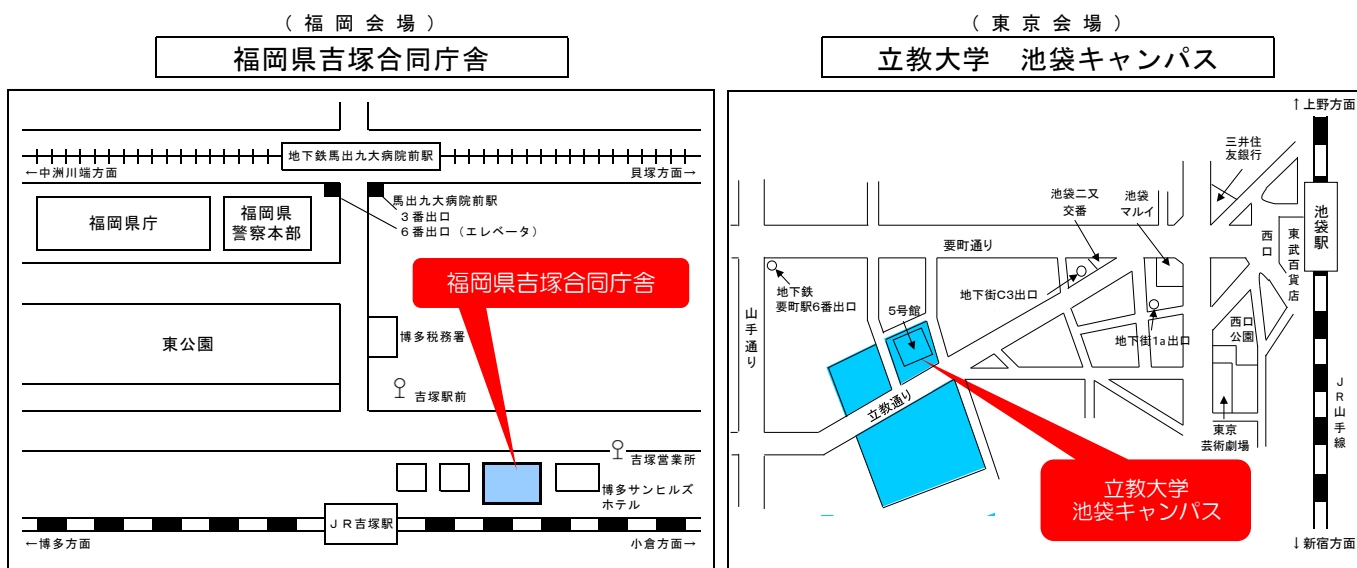 （福岡会場）
福岡県吉塚合同庁舎
地下鉄馬出九大病院前駅
←中洲川端方面
貝塚方面→
福岡県庁
福岡県
警察本部
馬出九大病院前駅
３番出口
６番出口（エレベータ）
福岡県吉塚合同庁舎
東公園
博多税務署
吉塚駅前
吉塚営業所
博多サンヒルズ
ホテル
ＪＲ吉塚駅
←博多方面
小倉方面→
（東京会場）
立教大学　池袋キャンパス
↑上野方面
三井住
友銀行
池袋二又
交番
池袋
マルイ
池袋駅
西口
東武百貨店
要町通り
地下鉄
要町駅6番出口
地下街C3出口
山手通り
5号館
地下街1a出口
西口
公園
立教通り
ＪＲ山手線
東京
芸術劇場
立教大学
池袋キャンパス
↓新宿方面